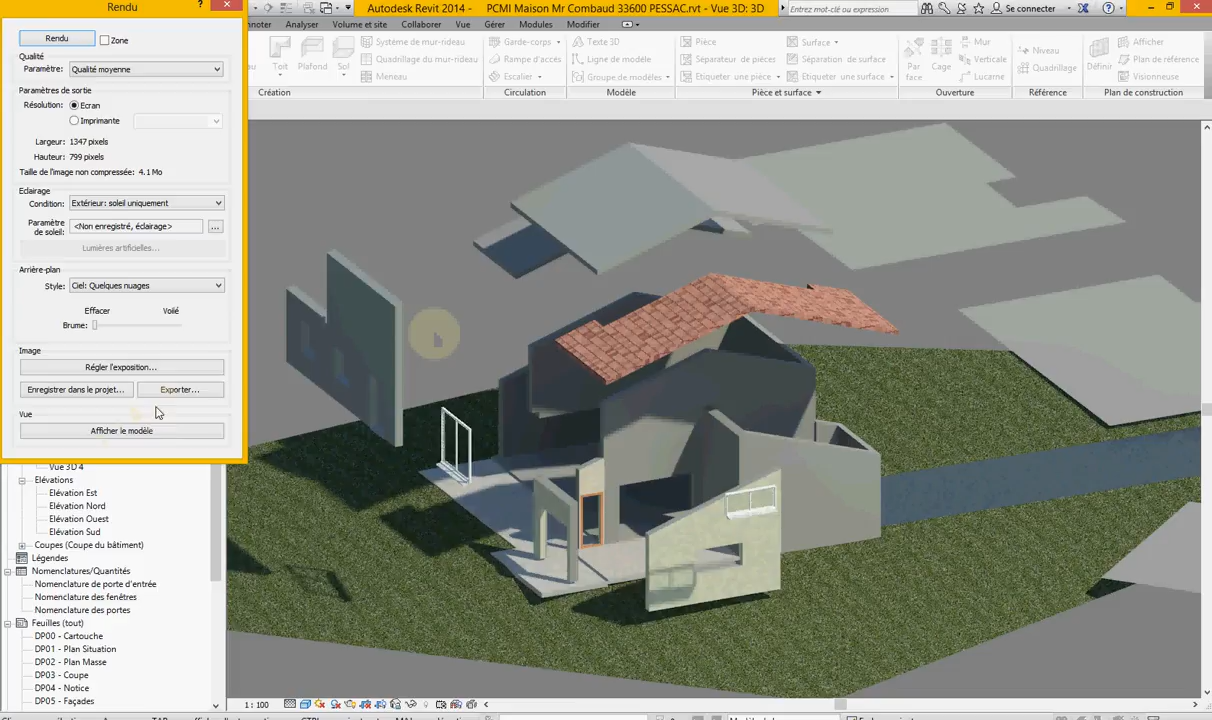 Rendu ?
Autodesk Revit 2014 - PCMI Maison Mr Combaud 33600 PESSAC.rvt - Vue 3D: 3D
Entrez mot-clé ou expression
Se connecter
Rendu
Zone
Qualité
Paramètre: Qualité moyenne
Paramètres de sortie
Résolution: Ecran
Imprimante
Largeur: 1347 pixels
Hauteur: 799 pixels
Taille de l'image non compressée: 4.1 Mo
Eclairage
Condition: Extérieur: soleil uniquement
Paramètre de soleil: <Non enregistré, éclairage> ...
Lumières artificielles...
Arrière-plan
Style: Ciel: Quelques nuages
Effacer Voilé
Brume:
Image
Régler l'exposition...
Enregistrer dans le projet... Exporter...
Vue
Afficher le modèle
Analyser Volume et site Collaborer Vue Gérer Modules Modifier
Toit Plafond Sol
Système de mur-rideau
Quadrillage du mur-rideau
Meneau
Création
Garde-corps
Rampe d'accès
Escalier
Circulation
Texte 3D
Ligne de modèle
Groupe de modèles
Modèle
Pièce
Séparateur de pièces
Etiqueter une pièce
Surface
Séparation de surface
Etiqueter une surface
Pièce et surface
Par face
Cage
Mur
Verticale
Lucarne
Ouverture
Niveau
Quadrillage
Référence
Définir
Afficher
Plan de référence
Visionneuse
Plan de construction
Vue 3D 4
Elévations
Elévation Est
Elévation Nord
Elévation Ouest
Elévation Sud
Coupes (Coupe du bâtiment)
Légendes
Nomenclatures/Quantités
Nomenclature de porte d'entrée
Nomenclature des fenêtres
Nomenclature des portes
Feuilles (tout)
DP00 - Cartouche
DP01 - Plan Situation
DP02 - Plan Masse
DP03 - Coupe
DP04 - Notice
DP05 - Façades
1 : 100